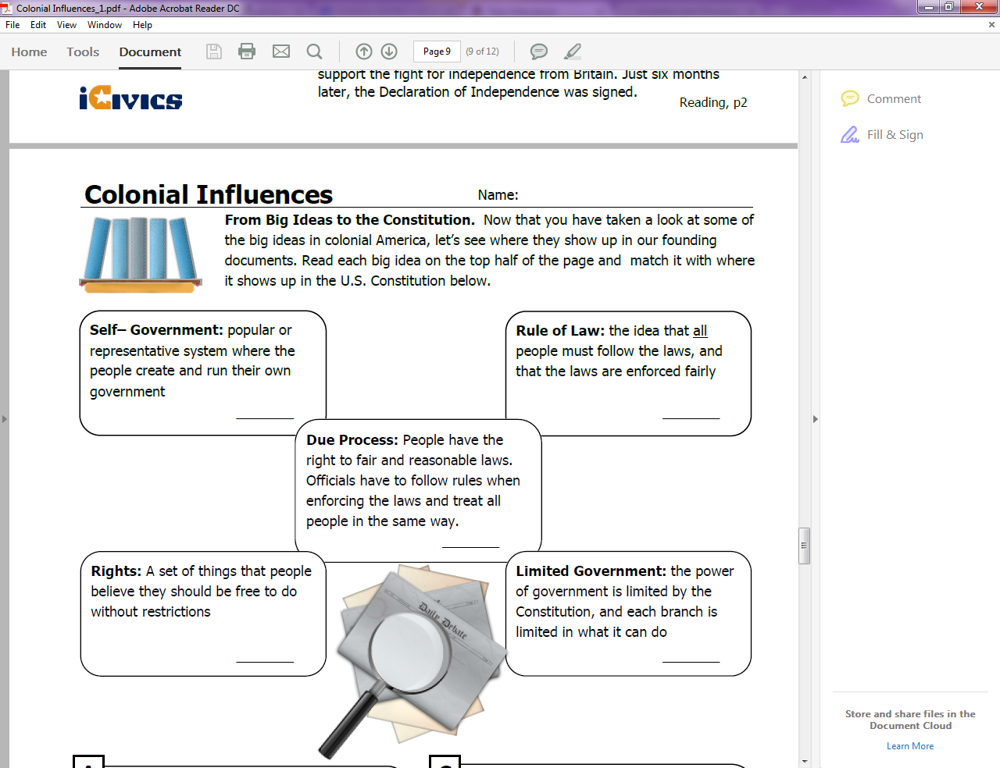 Colonial Influences_1.pdf - Adobe Acrobat Reader DC
File Edit View Window Help
Home Tools Document Page 9 (9 of 12)
support the fight for independence from Britain. Just six months
later, the Declaration of Independence was signed.
iCIVICS
Reading, p2
Comment
Fill & Sign
Colonial Influences Name:
From Big Ideas to the Constitution. Now that you have taken a look at some of
the big ideas in colonial America, let's see where they show up in our founding
documents. Read each big idea on the top half of the page and match it with where
it shows up in the U.S. Constitution below.
Self– Government: popular or
representative system where the
people create and run their own
government
Rule of Law: the idea that all
people must follow the laws, and
that the laws are enforced fairly
Due Process: People have the
right to fair and reasonable laws.
Officials have to follow rules when
enforcing the laws and treat all
people in the same way.
Rights: A set of things that people
believe they should be free to do
without restrictions
Daily Debate
Limited Government: the power
of government is limited by the
Constitution, and each branch is
limited in what it can do
Store and share files in the
Document Cloud
Learn More